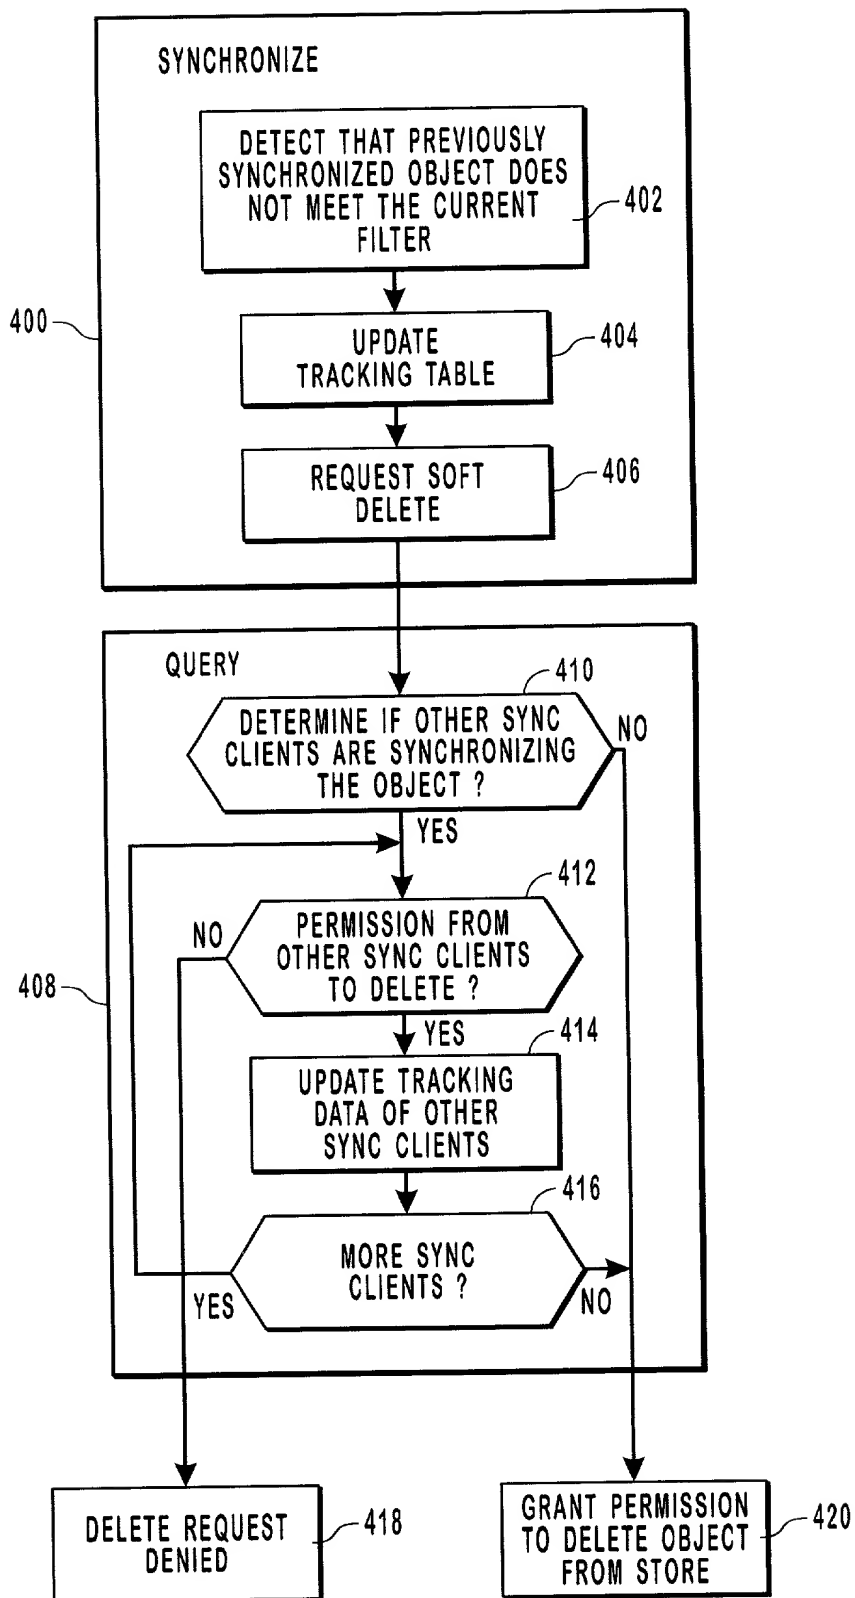 SYNCHRONIZE
DETECT THAT PREVIOUSLY
SYNCHRONIZED OBJECT DOES
NOT MEET THE CURRENT
FILTER
402
400
UPDATE
TRACKING TABLE
404
REQUEST SOFT
DELETE
406
QUERY
410
DETERMINE IF OTHER SYNC
CLIENTS ARE SYNCHRONIZING
THE OBJECT ?
NO
YES
412
NO
PERMISSION FROM
OTHER SYNC CLIENTS
TO DELETE ?
408
YES
414
UPDATE TRACKING
DATA OF OTHER
SYNC CLIENTS
416
MORE SYNC
CLIENTS ?
YES
NO
DELETE REQUEST
DENIED
418
GRANT PERMISSION
TO DELETE OBJECT
FROM STORE
420